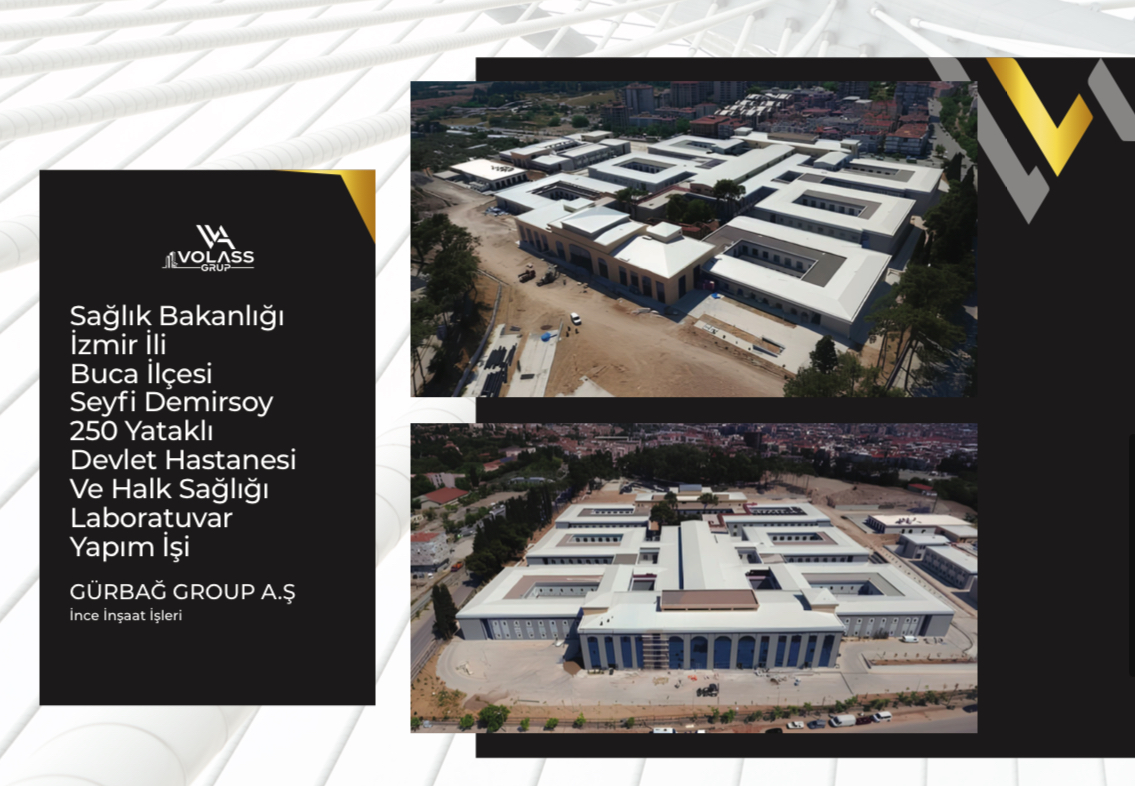 VOLASS
GRUP
Sağlık Bakanlığı
İzmir İli
Buca İlçesi
Seyfi Demirsoy
250 Yataklı
Devlet Hastanesi
Ve Halk Sağlığı
Laboratuvar
Yapım İşi
GÜRBAĞ GROUP A.Ş
İnce İnşaat İşleri